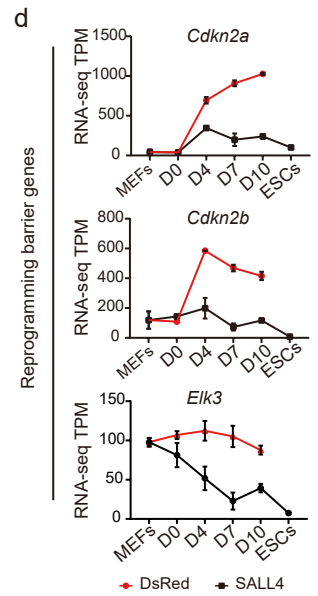 d
Reprogramming barrier genes
Cdkn2a
RNA-seq TPM
1500
1000
500
0
MEFs
D0
D4
D7
D10
ESCs
Cdkn2b
RNA-seq TPM
800
600
400
200
0
MEFs
D0
D4
D7
D10
ESCs
Elk3
RNA-seq TPM
150
100
50
0
MEFs
D0
D4
D7
D10
ESCs
DsRed SALL4